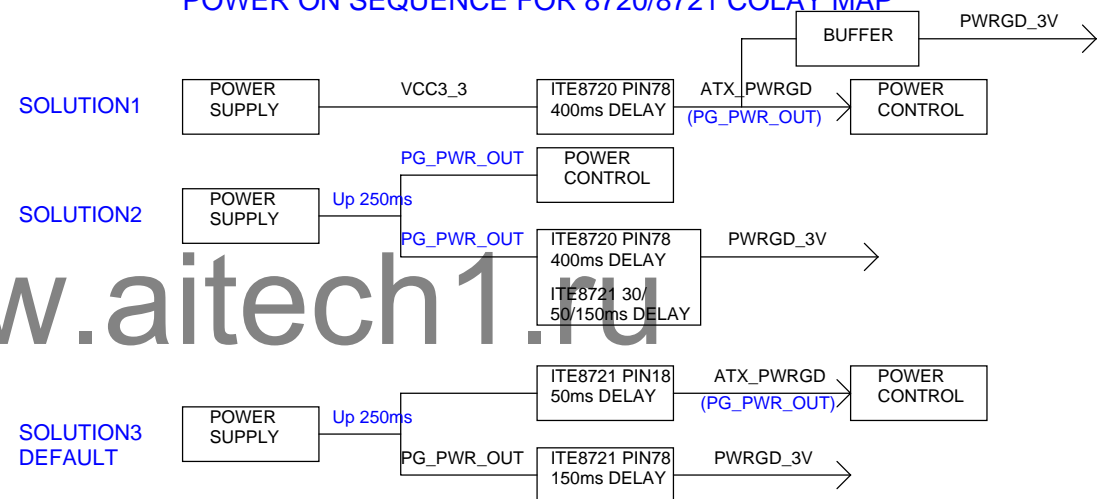 POWER ON SEQUENCE FOR 8720/8721 COLAY MAP
BUFFER
PWRGD_3V
SOLUTION1
POWER
SUPPLY
VCC3_3
ITE8720 PIN78
400ms DELAY
ATX_PWRGD
(PG_PWR_OUT)
POWER
CONTROL
SOLUTION2
POWER
SUPPLY
Up 250ms
PG_PWR_OUT
POWER
CONTROL
PG_PWR_OUT
ITE8720 PIN78
400ms DELAY
ITE8721 30/
50/150ms DELAY
PWRGD_3V
w.aitech1.ru
SOLUTION3
DEFAULT
POWER
SUPPLY
Up 250ms
ITE8721 PIN18
50ms DELAY
ATX_PWRGD
(PG_PWR_OUT)
POWER
CONTROL
PG_PWR_OUT
ITE8721 PIN78
150ms DELAY
PWRGD_3V